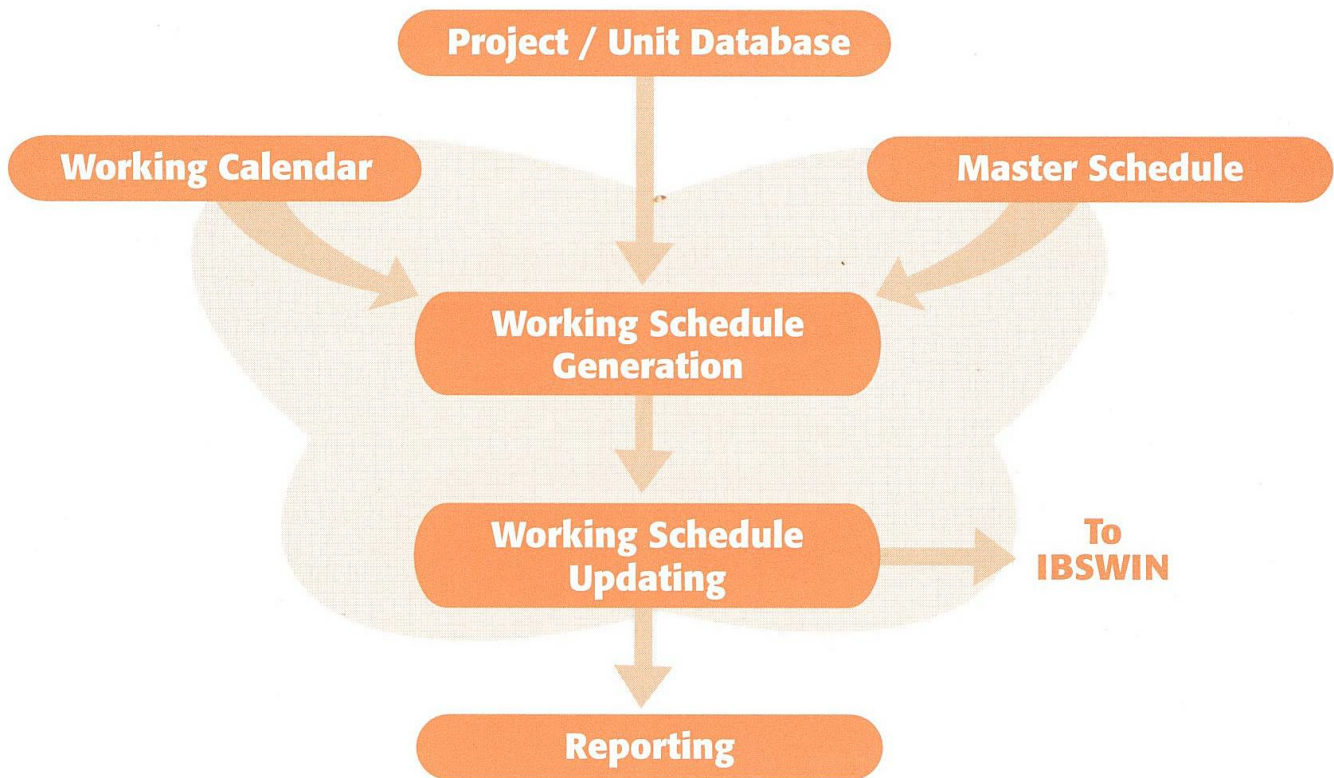 Project / Unit Database
Working Calendar
Master Schedule
Working Schedule
Generation
Working Schedule
Updating
To
IBSWIN
Reporting